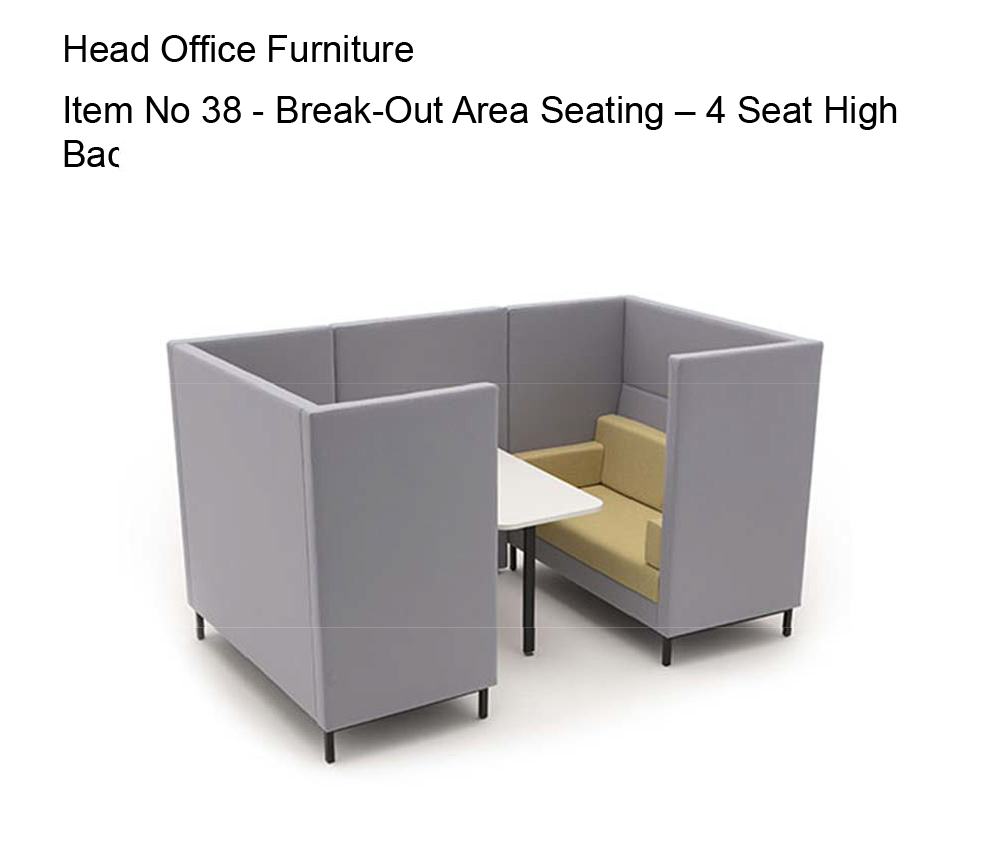 Head Office Furniture
Item No 38 - Break-Out Area Seating – 4 Seat High
Bac